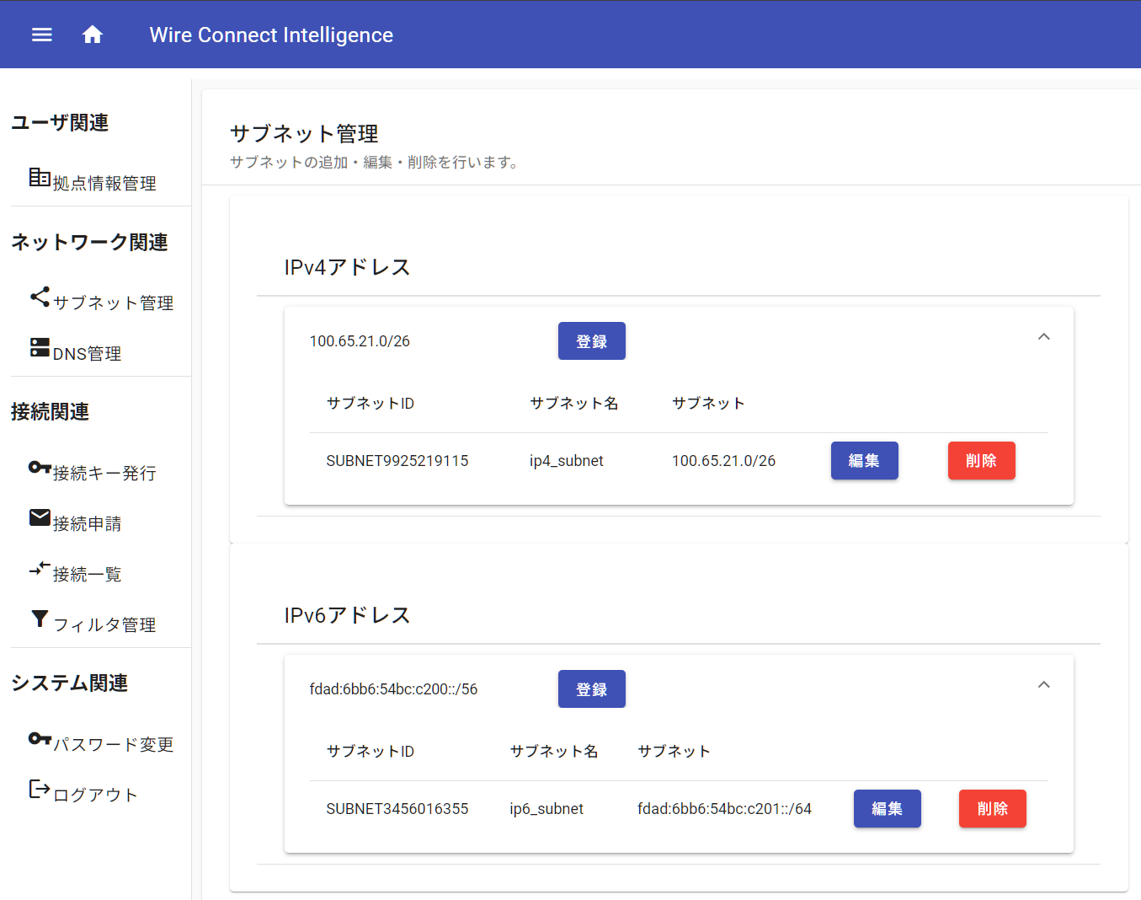 Wire Connect Intelligence
ユーザ関連
拠点情報管理
ネットワーク関連
サブネット管理
DNS管理
接続関連
接続キー発行
接続申請
接続一覧
フィルタ管理
システム関連
パスワード変更
ログアウト
サブネット管理
サブネットの追加・編集・削除を行います。
IPv4アドレス
100.65.21.0/26 登録
サブネットID サブネット名 サブネット
SUBNET9925219115 ip4_subnet 100.65.21.0/26 編集 削除
IPv6アドレス
fdad:6bb6:54bc:c200::/56 登録
サブネットID サブネット名 サブネット
SUBNET3456016355 ip6_subnet fdad:6bb6:54bc:c201::/64 編集 削除